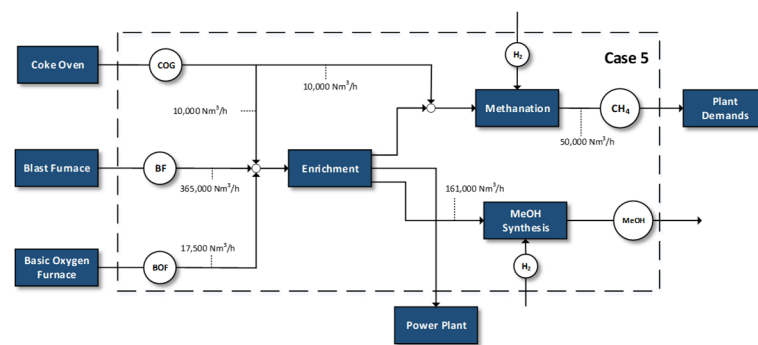 H₂
Case 5
Coke Oven
COG
10,000 Nm³/h
10,000 Nm³/h
Methanation
CH₄
Plant
Demands
50,000 Nm³/h
Blast Furnace
BF
365,000 Nm³/h
Enrichment
161,000 Nm³/h
MeOH
Synthesis
MeOH
17,500 Nm³/h
Basic Oxygen
Furnace
BOF
H₂
Power Plant